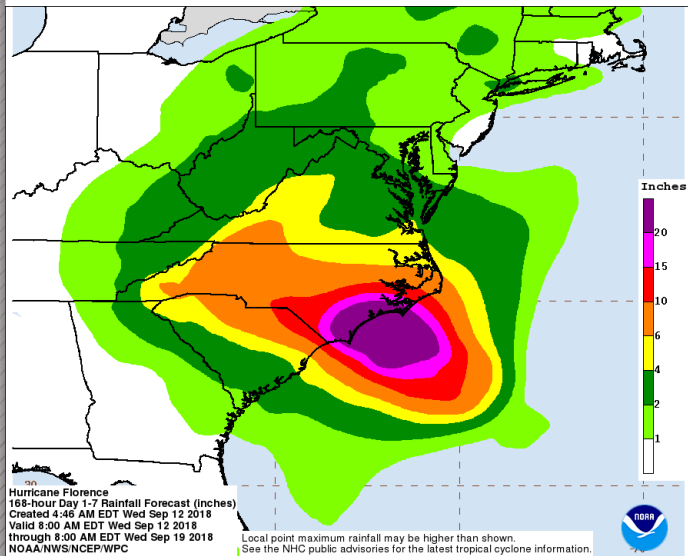 Inches
20
15
10
6
4
2
1
30
Hurricane Florence
168-hour Day 1-7 Rainfall Forecast (inches)
Created 4:46 AM EDT Wed Sep 12 2018
Valid 8:00 AM EDT Wed Sep 12 2018
through 8:00 AM EDT Wed Sep 19 2018
NOAA/NWS/NCEP/WPC
Local point maximum rainfall may be higher than shown.
See the NHC public advisories for the latest tropical cyclone information.
NOAA